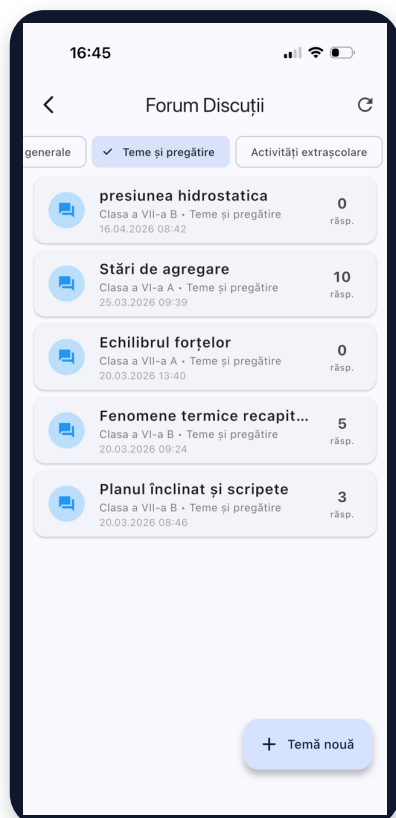 16:45
Forum Discuții
generale
Teme și pregătire
Activități extrașcolare
presiunea hidrostatica
Clasa a VII-a B • Teme și pregătire
16.04.2026 08:42
0
răsp.
Stări de agregare
Clasa a VI-a A • Teme și pregătire
25.03.2026 09:39
10
răsp.
Echilibrul forțelor
Clasa a VII-a A • Teme și pregătire
20.03.2026 13:40
0
răsp.
Fenomene termice recapit...
Clasa a VI-a B • Teme și pregătire
20.03.2026 09:24
5
răsp.
Planul înclinat și scripete
Clasa a VII-a B • Teme și pregătire
20.03.2026 08:46
3
răsp.
+ Temă nouă